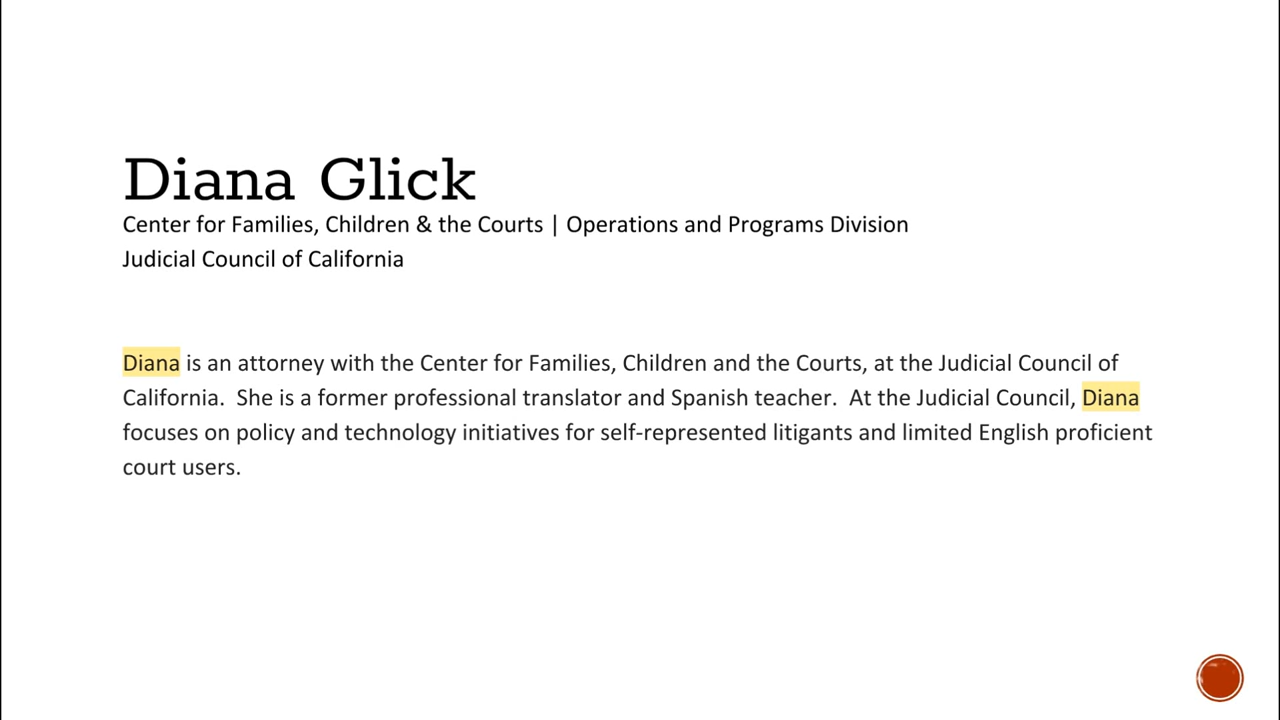 Diana Glick
Center for Families, Children & the Courts | Operations and Programs Division
Judicial Council of California
Diana is an attorney with the Center for Families, Children and the Courts, at the Judicial Council of
California.  She is a former professional translator and Spanish teacher.  At the Judicial Council, Diana
focuses on policy and technology initiatives for self-represented litigants and limited English proficient
court users.